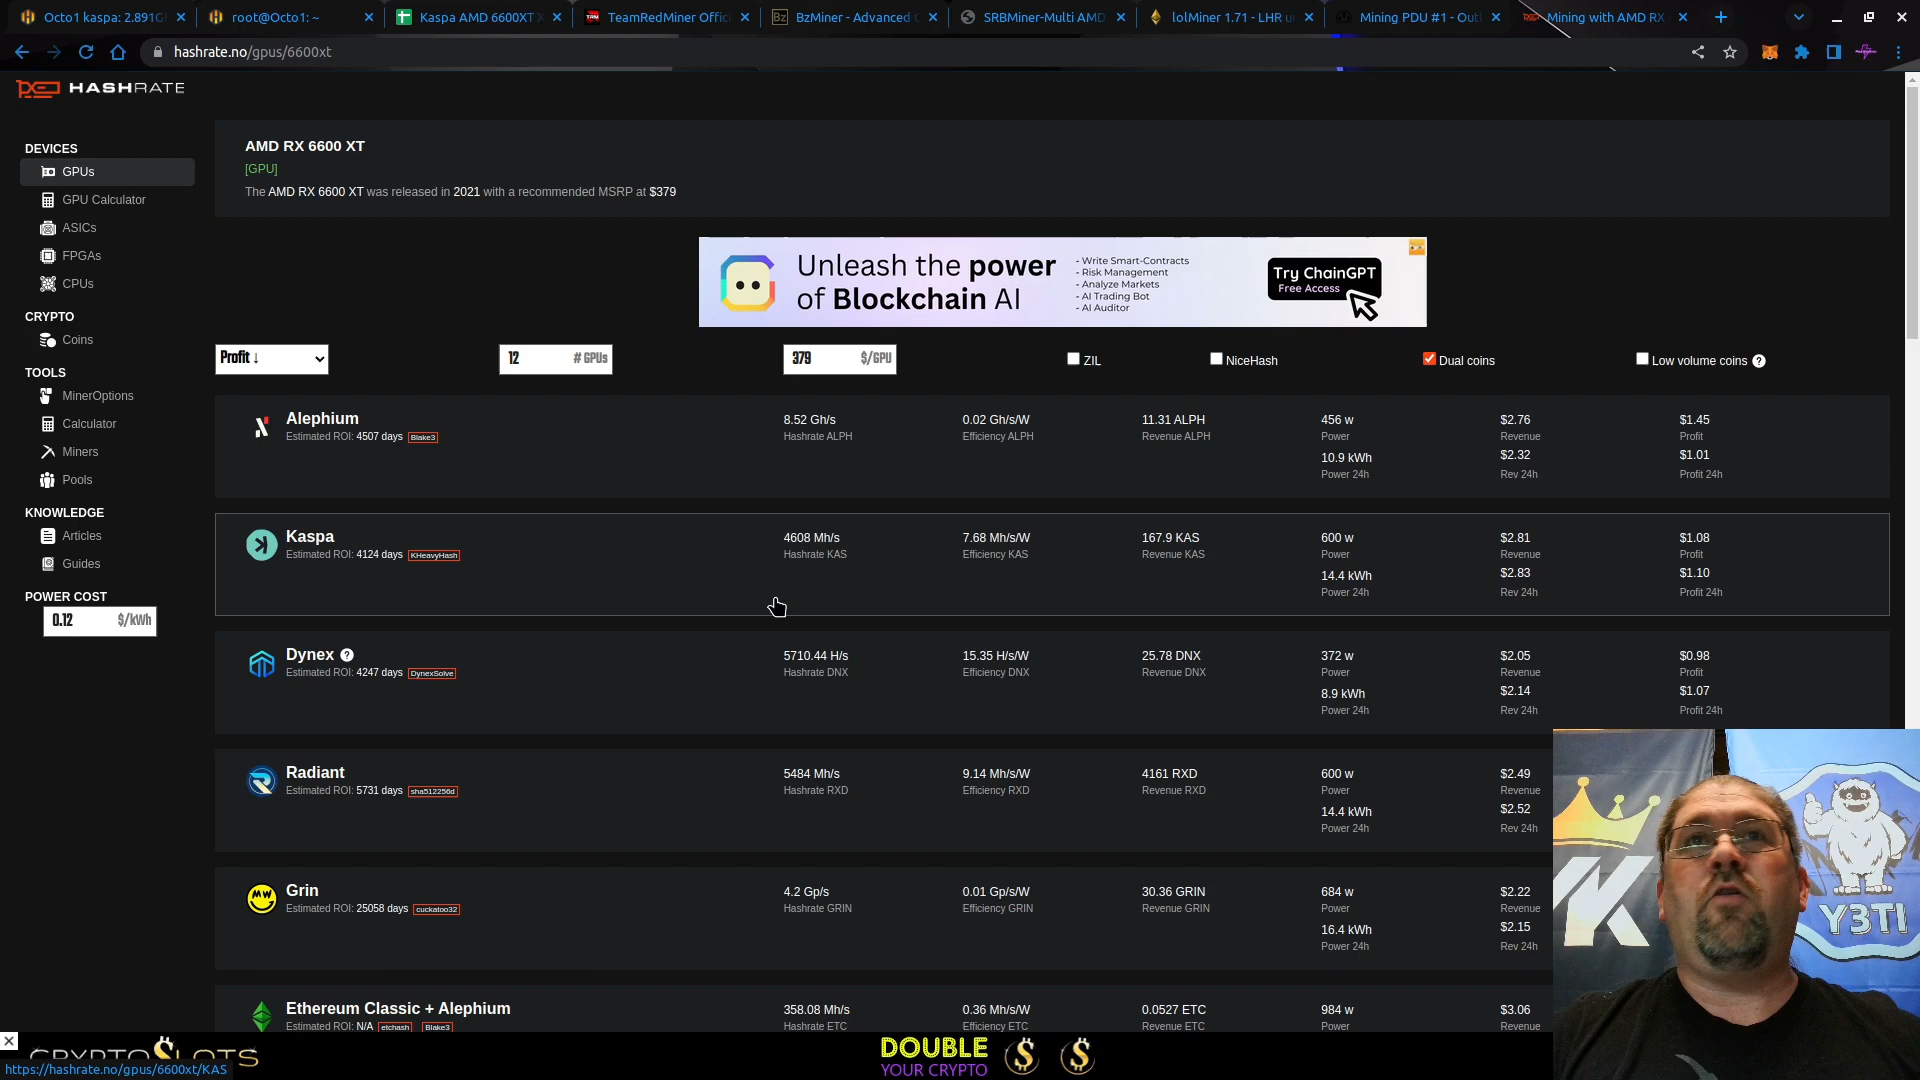 Octo1 kaspa: 2.891G
root@Octo1: ~
Kaspa AMD 6600XT X
TeamRedMiner Offici
BzMiner - Advanced C
SRBMiner-Multi AMD
lolMiner 1.71 - LHR u
Mining PDU #1 - Outl
Mining with AMD RX
hashrate.no/gpus/6600xt
HASHRATE
DEVICES
GPUs
GPU Calculator
ASICs
FPGAs
CPUs
CRYPTO
Coins
TOOLS
MinerOptions
Calculator
Miners
Pools
KNOWLEDGE
Articles
Guides
POWER COST
0.12 $/kWh
AMD RX 6600 XT
[GPU]
The AMD RX 6600 XT was released in 2021 with a recommended MSRP at $379
Unleash the power
of Blockchain AI
- Write Smart-Contracts
- Risk Management
- Analyze Markets
- AI Trading Bot
- AI Auditor
Try ChainGPT
Free Access
Profit ↓ 12 # GPUs 379 $/GPU ZIL NiceHash Dual coins Low volume coins ?
Alephium 8.52 Gh/s 0.02 Gh/s/W 11.31 ALPH 456 w $2.76 $1.45
Estimated ROI: 4507 days Blake3 Hashrate ALPH Efficiency ALPH Revenue ALPH Power Revenue Profit
10.9 kWh $2.32 $1.01
Power 24h Rev 24h Profit 24h
Kaspa 4608 Mh/s 7.68 Mh/s/W 167.9 KAS 600 w $2.81 $1.08
Estimated ROI: 4124 days KHeavyHash Hashrate KAS Efficiency KAS Revenue KAS Power Revenue Profit
14.4 kWh $2.83 $1.10
Power 24h Rev 24h Profit 24h
Dynex ? 5710.44 H/s 15.35 H/s/W 25.78 DNX 372 w $2.05 $0.98
Estimated ROI: 4247 days DynexSolve Hashrate DNX Efficiency DNX Revenue DNX Power Revenue Profit
8.9 kWh $2.14 $1.07
Power 24h Rev 24h Profit 24h
Radiant 5484 Mh/s 9.14 Mh/s/W 4161 RXD 600 w $2.49
Estimated ROI: 5731 days sha512256d Hashrate RXD Efficiency RXD Revenue RXD Power Revenue
14.4 kWh $2.52
Power 24h Rev 24h
Grin 4.2 Gp/s 0.01 Gp/s/W 30.36 GRIN 684 w $2.22
Estimated ROI: 25058 days cuckatoo32 Hashrate GRIN Efficiency GRIN Revenue GRIN Power Revenue
16.4 kWh $2.15
Power 24h Rev 24h
Ethereum Classic + Alephium 358.08 Mh/s 0.36 Mh/s/W 0.0527 ETC 984 w $3.06
Estimated ROI: N/A etchash Blake3 Hashrate ETC Efficiency ETC Revenue ETC Power Revenue
Y3TI
CRYPTO$LOTS
DOUBLE
YOUR CRYPTO
https://hashrate.no/gpus/6600xt/KAS